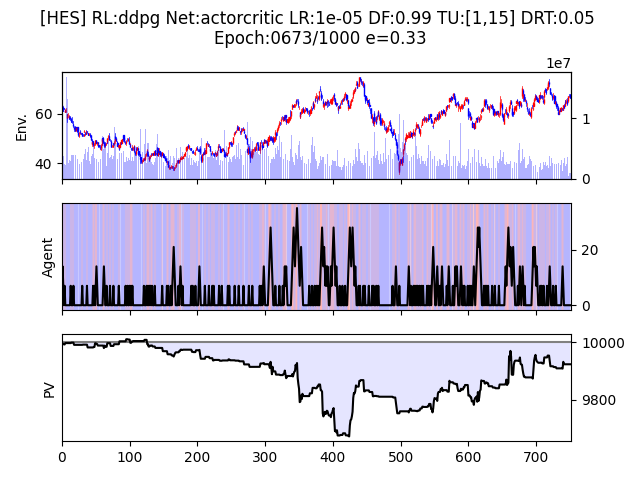 [HES] RL:ddpg Net:actorcritic LR:1e-05 DF:0.99 TU:[1,15] DRT:0.05
Epoch:0673/1000 e=0.33
1e7
Env.
60
40
1
0
Agent
20
0
PV
10000
9800
0 100 200 300 400 500 600 700